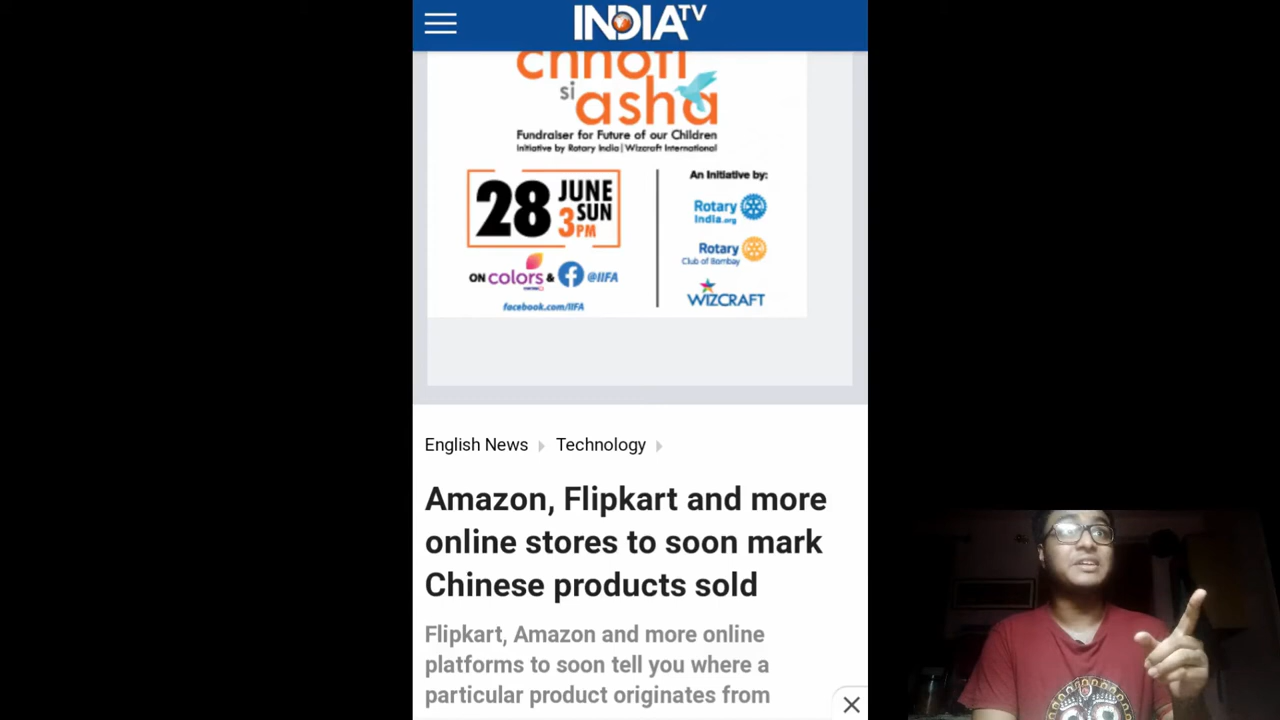 INDIA TV
chhoti
si
asha
Fundraiser for Future of our Children
Initiative by Rotary India | Wizcraft International
28 JUNE
SUN
3PM
ON colors & @IIFA
facebook.com/IIFA
An Initiative by:
Rotary
India.org
Rotary
Club of Bombay
WIZCRAFT
English News
Technology
Amazon, Flipkart and more
online stores to soon mark
Chinese products sold
Flipkart, Amazon and more online
platforms to soon tell you where a
particular product originates from